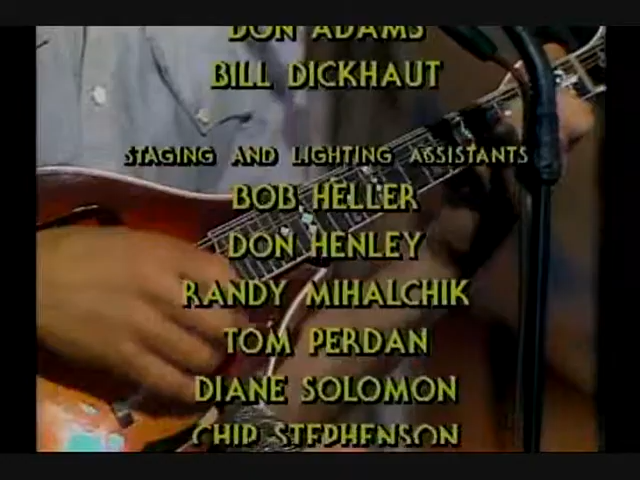 DON ADAMS
BILL DICKHAUT
STAGING AND LIGHTING ASSISTANTS
BOB HELLER
DON HENLEY
RANDY MIHALCHIK
TOM PERDAN
DIANE SOLOMON
CHIP STEPHENSON